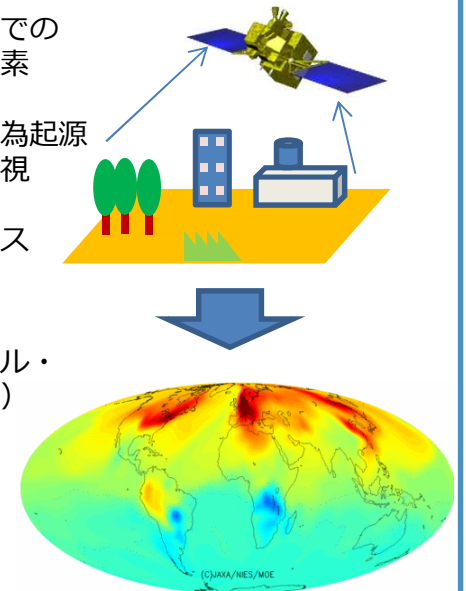 での
素
為起源
視
ス
ル・
）
(C)JAXA/NIES/MOE